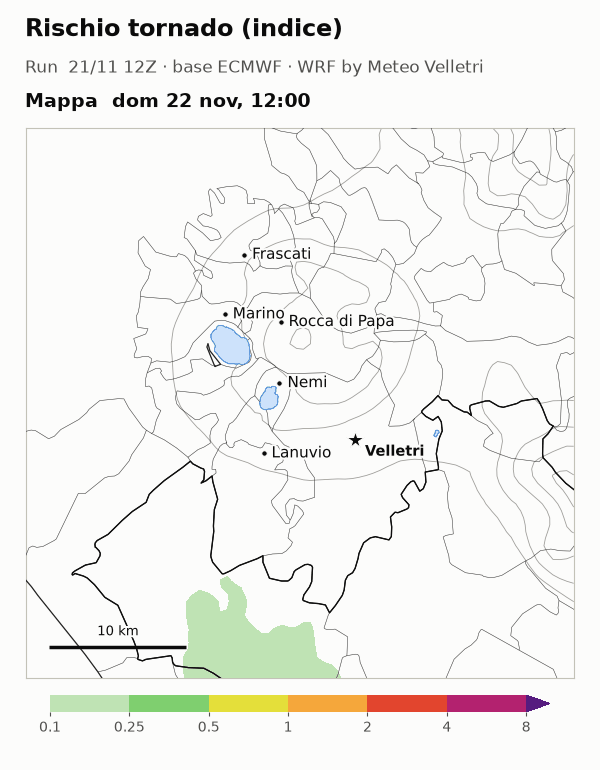 Rischio tornado (indice)
Run  21/11 12Z · base ECMWF · WRF by Meteo Velletri
Mappa  dom 22 nov, 12:00
Frascati
Marino
Rocca di Papa
Nemi
Velletri
Lanuvio
10 km
0.1 0.25 0.5 1 2 4 8